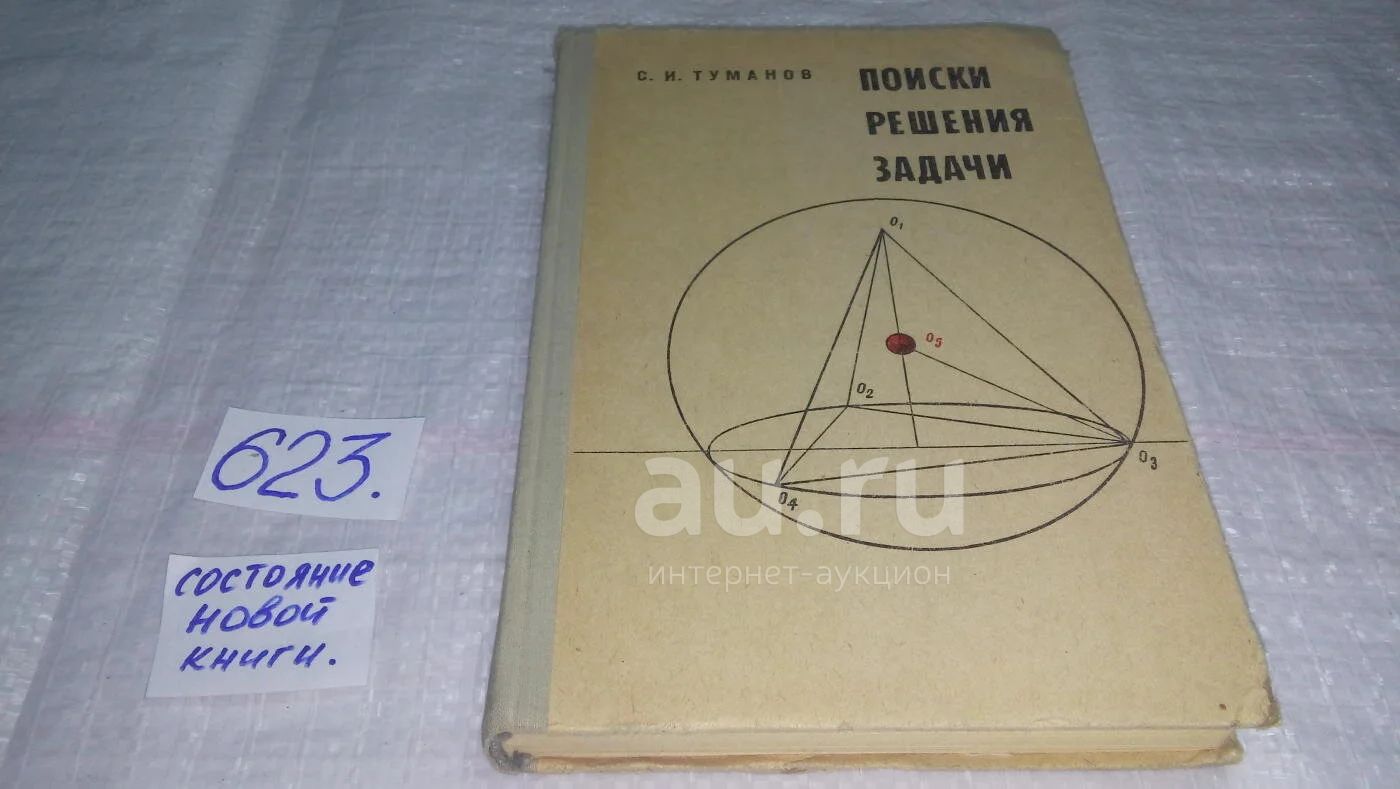 С. И. ТУМАНОВ
ПОИСКИ
РЕШЕНИЯ
ЗАДАЧИ
O1
O5
O2
O3
O4
623.
состояние
новой
книги.
au.ru
интернет-аукцион